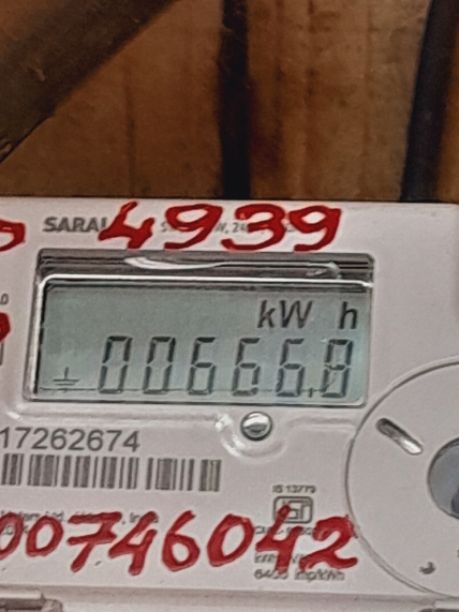 SARAL 4939
kW h
00666.8
17262674
IS 13779
00746042
6400 imp/kWh